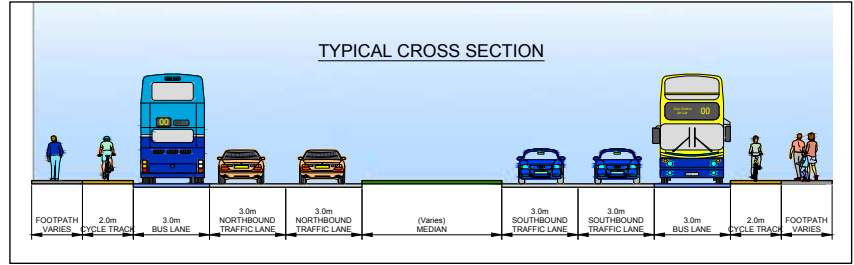 TYPICAL CROSS SECTION
00
00
FOOTPATH
VARIES
2.0m
CYCLE TRACK
3.0m
BUS LANE
3.0m
NORTHBOUND
TRAFFIC LANE
3.0m
NORTHBOUND
TRAFFIC LANE
(Varies)
MEDIAN
3.0m
SOUTHBOUND
TRAFFIC LANE
3.0m
SOUTHBOUND
TRAFFIC LANE
3.0m
BUS LANE
2.0m
CYCLE TRACK
FOOTPATH
VARIES